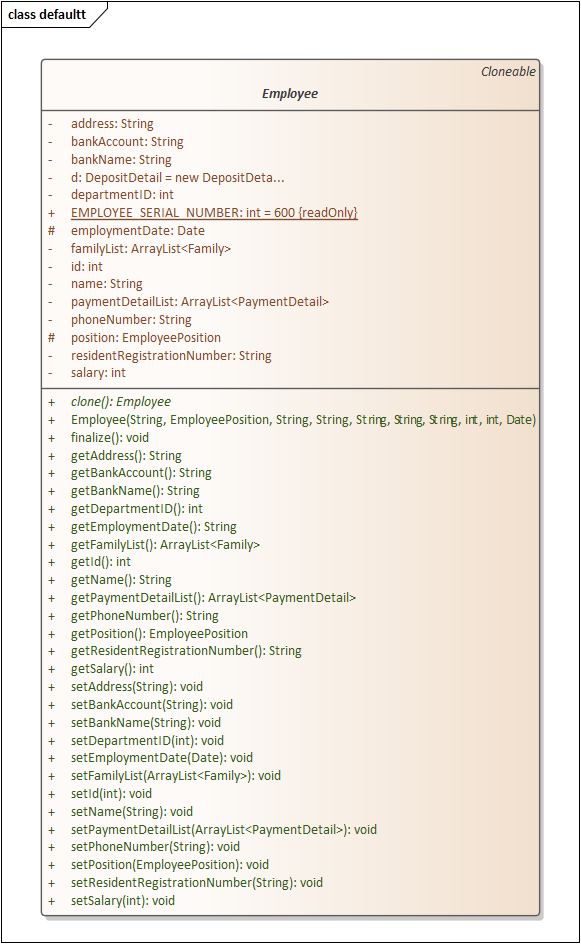 class defaultt
Cloneable
Employee
- address: String
- bankAccount: String
- bankName: String
- d: DepositDetail = new DepositDeta...
- departmentID: int
+ EMPLOYEE_SERIAL_NUMBER: int = 600 {readOnly}
# employmentDate: Date
- familyList: ArrayList<Family>
- id: int
- name: String
- paymentDetailList: ArrayList<PaymentDetail>
- phoneNumber: String
# position: EmployeePosition
- residentRegistrationNumber: String
- salary: int
+ clone(): Employee
+ Employee(String, EmployeePosition, String, String, String, String, String, int, int, Date)
+ finalize(): void
+ getAddress(): String
+ getBankAccount(): String
+ getBankName(): String
+ getDepartmentID(): int
+ getEmploymentDate(): String
+ getFamilyList(): ArrayList<Family>
+ getId(): int
+ getName(): String
+ getPaymentDetailList(): ArrayList<PaymentDetail>
+ getPhoneNumber(): String
+ getPosition(): EmployeePosition
+ getResidentRegistrationNumber(): String
+ getSalary(): int
+ setAddress(String): void
+ setBankAccount(String): void
+ setBankName(String): void
+ setDepartmentID(int): void
+ setEmploymentDate(Date): void
+ setFamilyList(ArrayList<Family>): void
+ setId(int): void
+ setName(String): void
+ setPaymentDetailList(ArrayList<PaymentDetail>): void
+ setPhoneNumber(String): void
+ setPosition(EmployeePosition): void
+ setResidentRegistrationNumber(String): void
+ setSalary(int): void